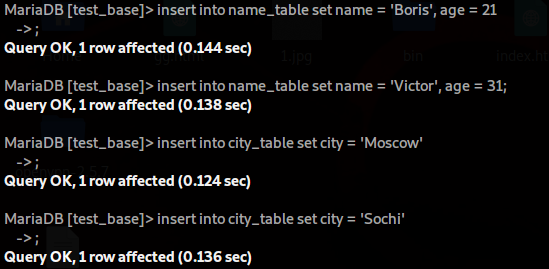 MariaDB [test_base]> insert into name_table set name = 'Boris', age = 21
-> ;
Query OK, 1 row affected (0.144 sec)
MariaDB [test_base]> insert into name_table set name = 'Victor', age = 31;
Query OK, 1 row affected (0.138 sec)
MariaDB [test_base]> insert into city_table set city = 'Moscow'
-> ;
Query OK, 1 row affected (0.124 sec)
MariaDB [test_base]> insert into city_table set city = 'Sochi'
-> ;
Query OK, 1 row affected (0.136 sec)